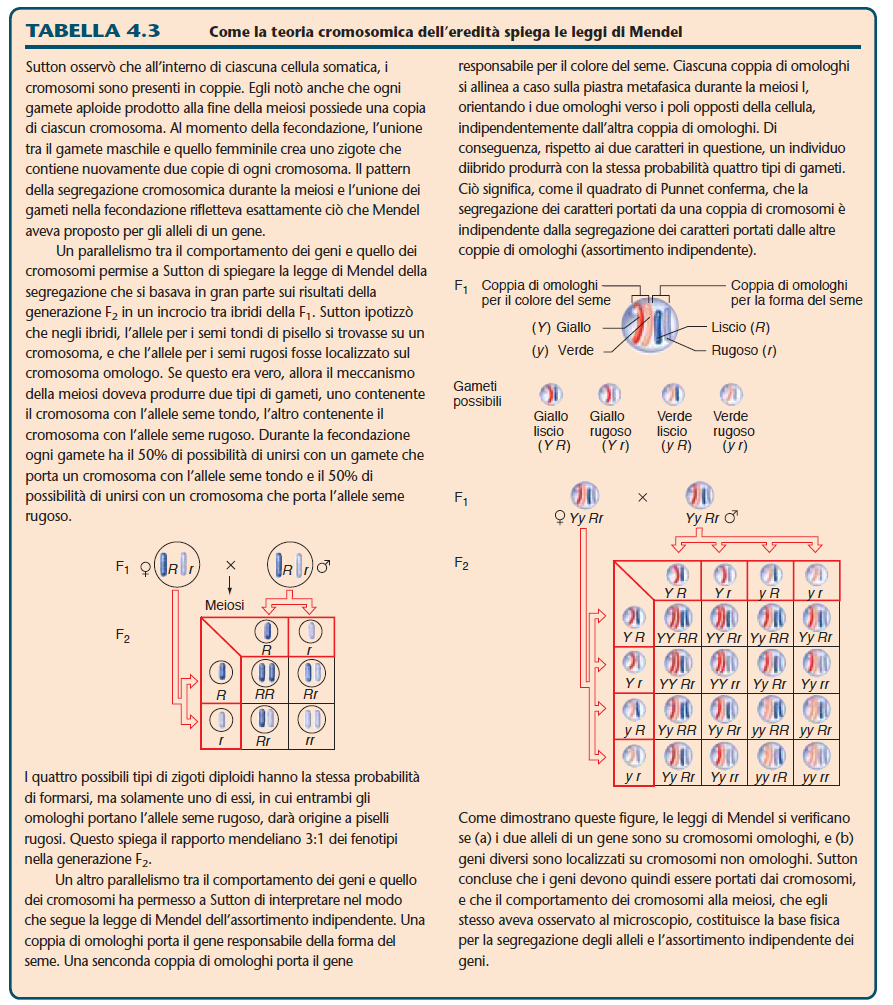 TABELLA 4.3 Come la teoria cromosomica dell'eredità spiega le leggi di Mendel
Sutton osservò che all'interno di ciascuna cellula somatica, i
cromosomi sono presenti in coppie. Egli notò anche che ogni
gamete aploide prodotto alla fine della meiosi possiede una copia
di ciascun cromosoma. Al momento della fecondazione, l'unione
tra il gamete maschile e quello femminile crea uno zigote che
contiene nuovamente due copie di ogni cromosoma. Il pattern
della segregazione cromosomica durante la meiosi e l'unione dei
gameti nella fecondazione rifletteva esattamente ciò che Mendel
aveva proposto per gli alleli di un gene.
Un parallelismo tra il comportamento dei geni e quello dei
cromosomi permise a Sutton di spiegare la legge di Mendel della
segregazione che si basava in gran parte sui risultati della
generazione F2 in un incrocio tra ibridi della F1. Sutton ipotizzò
che negli ibridi, l'allele per i semi tondi di pisello si trovasse su un
cromosoma, e che l'allele per i semi rugosi fosse localizzato sul
cromosoma omologo. Se questo era vero, allora il meccanismo
della meiosi doveva produrre due tipi di gameti, uno contenente
il cromosoma con l'allele seme tondo, l'altro contenente il
cromosoma con l'allele seme rugoso. Durante la fecondazione
ogni gamete ha il 50% di possibilità di unirsi con un gamete che
porta un cromosoma con l'allele seme tondo e il 50% di
possibilità di unirsi con un cromosoma che porta l'allele seme
rugoso.
F1 ♀ R r × R r ♂
Meiosi
F2
R r
R RR Rr
r Rr rr
I quattro possibili tipi di zigoti diploidi hanno la stessa probabilità
di formarsi, ma solamente uno di essi, in cui entrambi gli
omologhi portano l'allele seme rugoso, darà origine a piselli
rugosi. Questo spiega il rapporto mendeliano 3:1 dei fenotipi
nella generazione F2.
Un altro parallelismo tra il comportamento dei geni e quello
dei cromosomi ha permesso a Sutton di interpretare nel modo
che segue la legge di Mendel dell'assortimento indipendente. Una
coppia di omologhi porta il gene responsabile della forma del
seme. Una senconda coppia di omologhi porta il gene
responsabile per il colore del seme. Ciascuna coppia di omologhi
si allinea a caso sulla piastra metafasica durante la meiosi I,
orientando i due omologhi verso i poli opposti della cellula,
indipendentemente dall'altra coppia di omologhi. Di
conseguenza, rispetto ai due caratteri in questione, un individuo
diibrido produrrà con la stessa probabilità quattro tipi di gameti.
Ciò significa, come il quadrato di Punnet conferma, che la
segregazione dei caratteri portati da una coppia di cromosomi è
indipendente dalla segregazione dei caratteri portati dalle altre
coppie di omologhi (assortimento indipendente).
F1 Coppia di omologhi Coppia di omologhi
per il colore del seme per la forma del seme
(Y) Giallo Liscio (R)
(y) Verde Rugoso (r)
Gameti
possibili
Giallo Giallo Verde Verde
liscio rugoso liscio rugoso
(Y R) (Y r) (y R) (y r)
F1 ×
♀ Yy Rr Yy Rr ♂
F2
Y R Y r y R y r
Y R YY RR YY Rr Yy RR Yy Rr
Y r YY Rr YY rr Yy Rr Yy rr
y R Yy RR Yy Rr yy RR yy Rr
y r Yy Rr Yy rr yy rR yy rr
Come dimostrano queste figure, le leggi di Mendel si verificano
se (a) i due alleli di un gene sono su cromosomi omologhi, e (b)
geni diversi sono localizzati su cromosomi non omologhi. Sutton
concluse che i geni devono quindi essere portati dai cromosomi,
e che il comportamento dei cromosomi alla meiosi, che egli
stesso aveva osservato al microscopio, costituisce la base fisica
per la segregazione degli alleli e l'assortimento indipendente dei
geni.